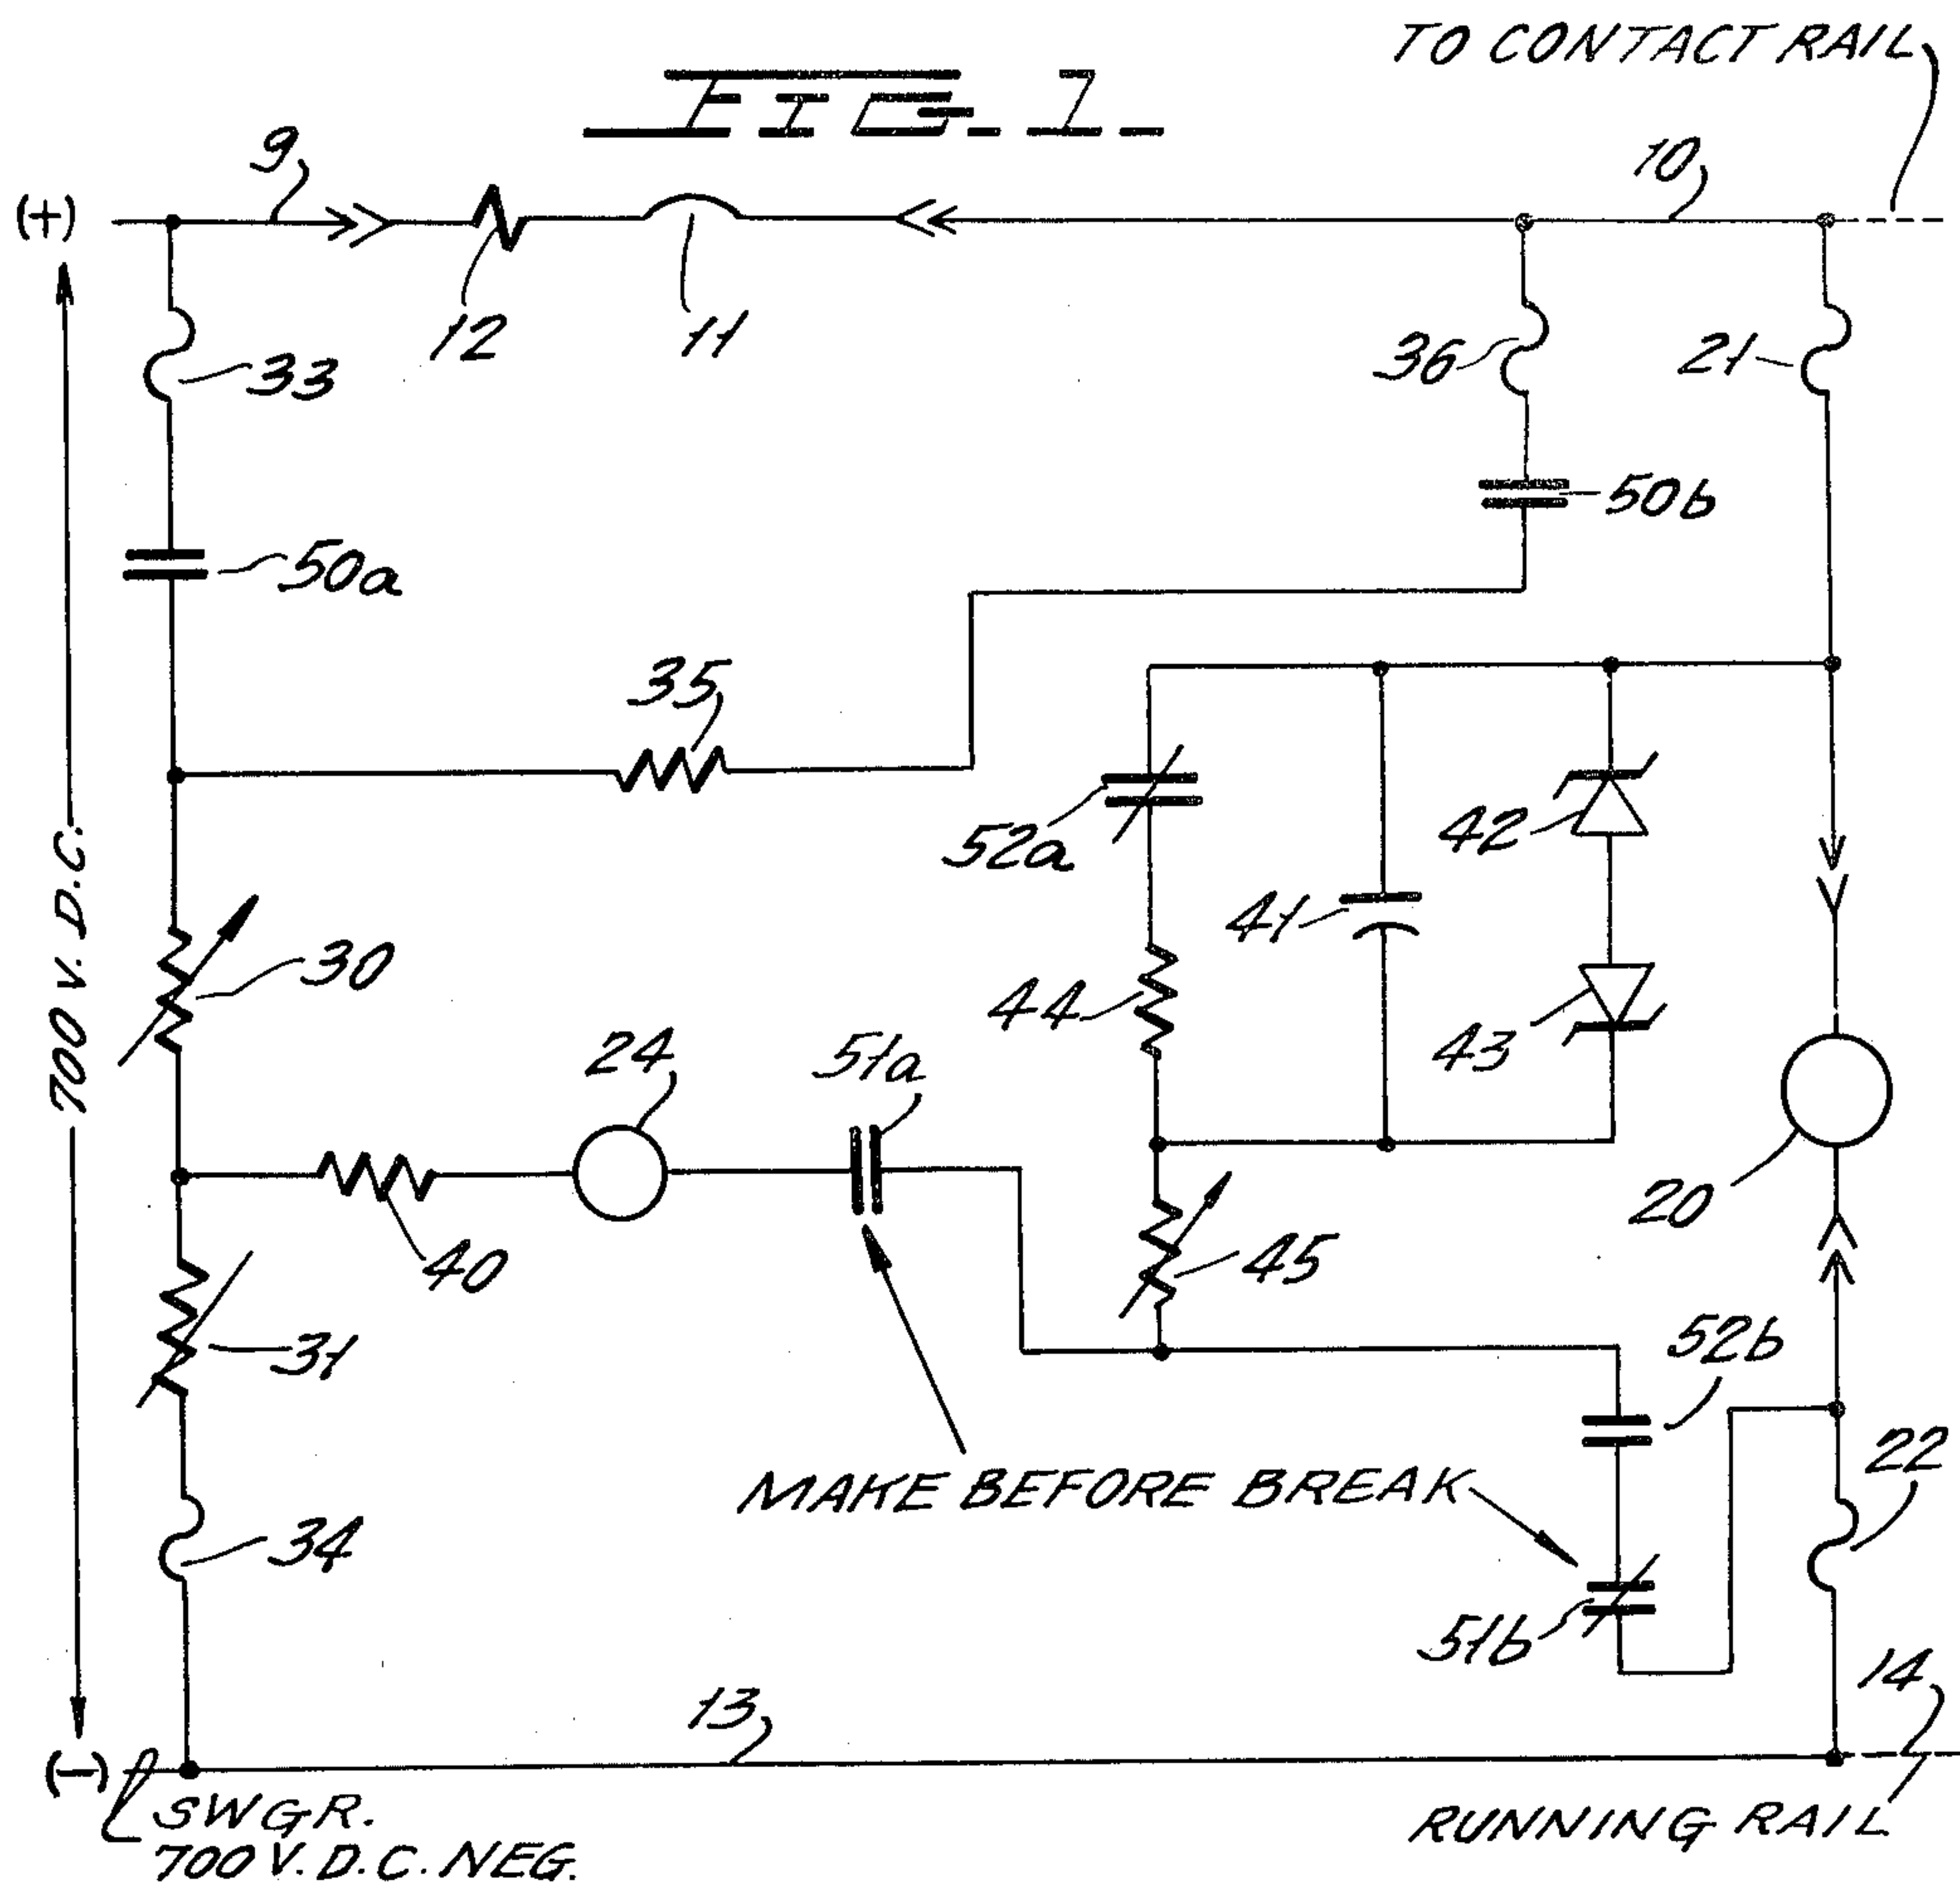 TO CONTACT RAIL
FIG. 1.
9
10
(+)
12
11
33
36
21
50b
50a
35
52a
42
41
700 V. D.C.
30
44
43
24
51a
20
40
45
31
52b
MAKE BEFORE BREAK
22
34
51b
13
14
(-)
SWGR.
700 V. D.C. NEG.
RUNNING RAIL